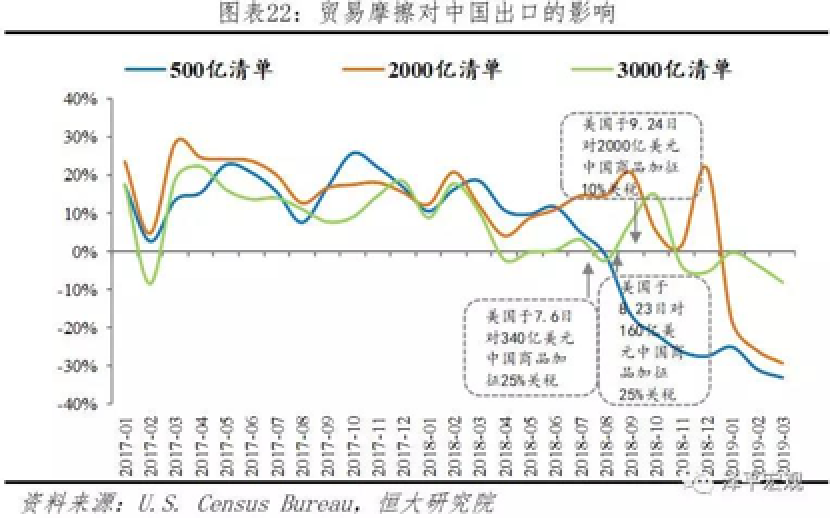 图表22：贸易摩擦对中国出口的影响
500亿清单 2000亿清单 3000亿清单
40%
30%
20%
10%
0%
-10%
-20%
-30%
-40%
美国于9.24日
对2000亿美元
中国商品加征
10%关税
美国于7.6日
对340亿美元
中国商品加
征25%关税
美国于
8.23日对
160亿美
元中国商
品加征
25%关税
2017-01
2017-02
2017-03
2017-04
2017-05
2017-06
2017-07
2017-08
2017-09
2017-10
2017-11
2017-12
2018-01
2018-02
2018-03
2018-04
2018-05
2018-06
2018-07
2018-08
2018-09
2018-10
2018-11
2018-12
2019-01
2019-02
2019-03
泽平宏观
资料来源：U.S. Census Bureau，恒大研究院